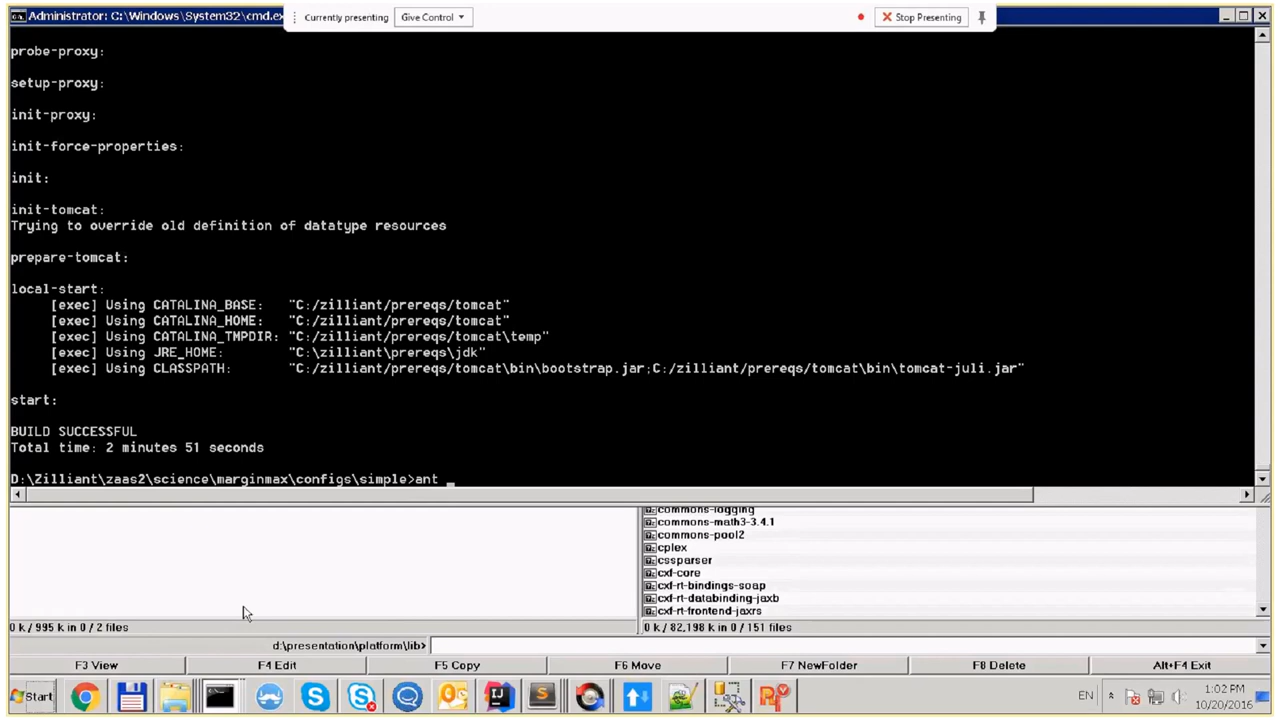 Administrator: C:\Windows\System32\cmd.ex
Currently presenting
Give Control
Stop Presenting
probe-proxy:
setup-proxy:
init-proxy:
init-force-properties:
init:
init-tomcat:
Trying to override old definition of datatype resources
prepare-tomcat:
local-start:
[exec] Using CATALINA_BASE: "C:/zilliant/prereqs/tomcat"
[exec] Using CATALINA_HOME: "C:/zilliant/prereqs/tomcat"
[exec] Using CATALINA_TMPDIR: "C:/zilliant/prereqs/tomcat\temp"
[exec] Using JRE_HOME: "C:\zilliant\prereqs\jdk"
[exec] Using CLASSPATH: "C:/zilliant/prereqs/tomcat\bin\bootstrap.jar;C:/zilliant/prereqs/tomcat\bin\tomcat-juli.jar"
start:
BUILD SUCCESSFUL
Total time: 2 minutes 51 seconds
D:\Zilliant\zaas2\science\marginmax\configs\simple>ant _
commons-logging
commons-math3-3.4.1
commons-pool2
cplex
cssparser
cxf-core
cxf-rt-bindings-soap
cxf-rt-databinding-jaxb
cxf-rt-frontend-jaxrs
0 k / 995 k in 0 / 2 files
0 k / 82,198 k in 0 / 151 files
d:\presentation\platform\lib>
F3 View
F4 Edit
F5 Copy
F6 Move
F7 NewFolder
F8 Delete
Alt+F4 Exit
Start
EN
1:02 PM
10/20/2016